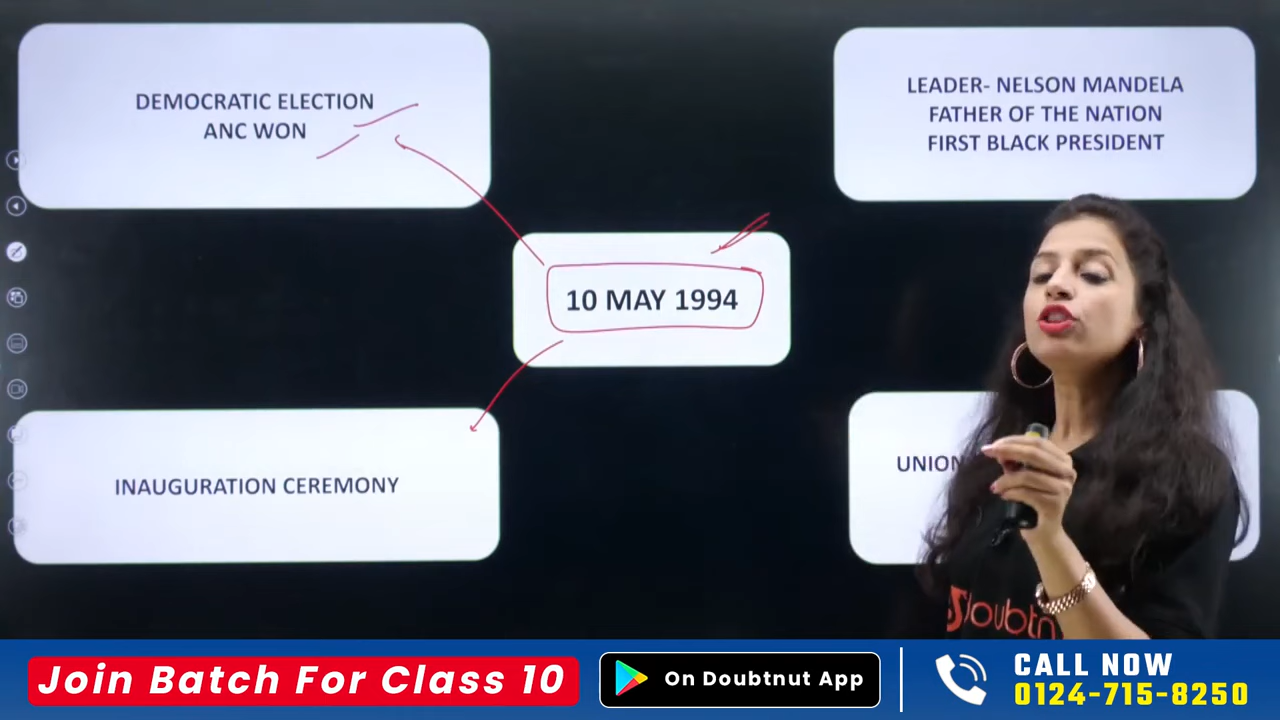 DEMOCRATIC ELECTION
ANC WON
LEADER- NELSON MANDELA
FATHER OF THE NATION
FIRST BLACK PRESIDENT
10 MAY 1994
INAUGURATION CEREMONY
UNION
doubtn
Join Batch For Class 10
On Doubtnut App
CALL NOW
0124-715-8250